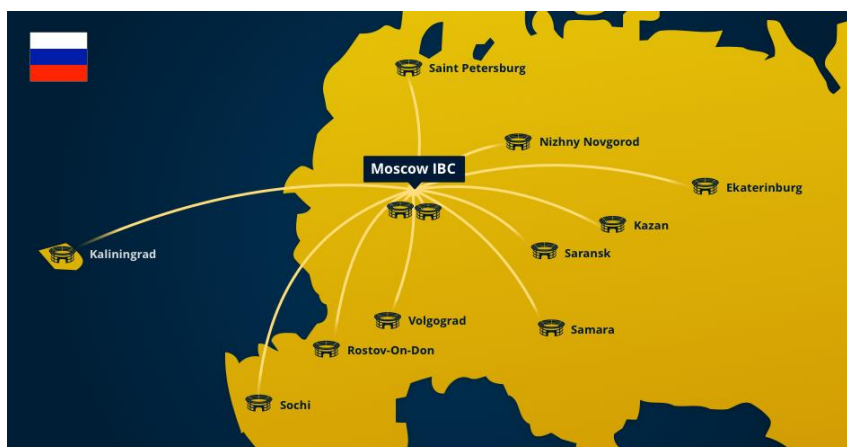 Saint Petersburg
Nizhny Novgorod
Moscow IBC
Ekaterinburg
Kazan
Kaliningrad
Saransk
Volgograd
Samara
Rostov-On-Don
Sochi